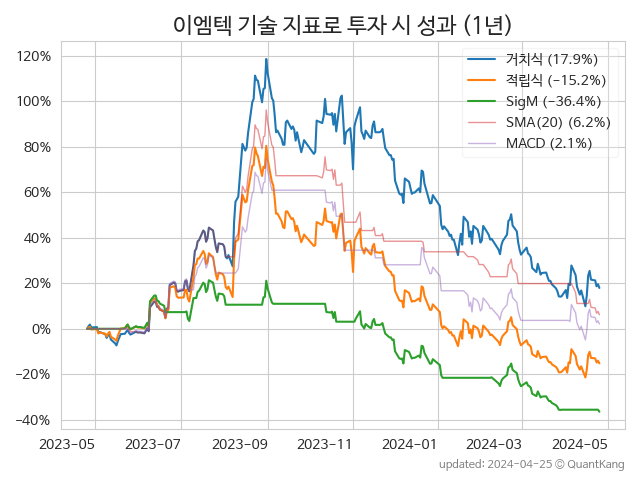 이엠텍 기술 지표로 투자 시 성과 (1년)
거치식 (17.9%)
적립식 (−15.2%)
SigM (−36.4%)
SMA(20) (6.2%)
MACD (2.1%)
120%
100%
80%
60%
40%
20%
0%
−20%
−40%
2023-05 2023-07 2023-09 2023-11 2024-01 2024-03 2024-05
updated: 2024-04-25 © QuantKang